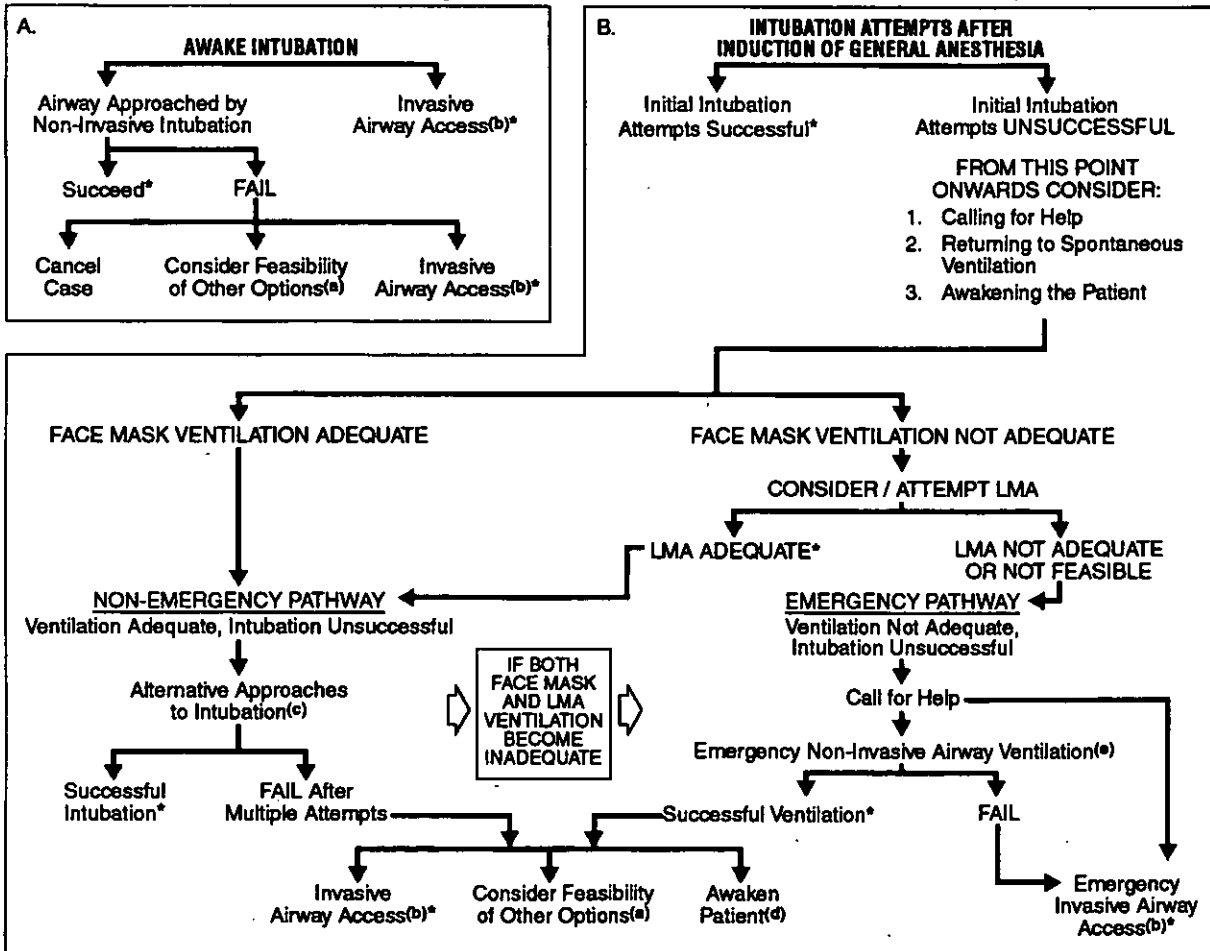 A.
AWAKE INTUBATION
Airway Approached by
Non-Invasive Intubation
Invasive
Airway Access(b)*
Succeed*
FAIL
Cancel
Case
Consider Feasibility
of Other Options(a)
Invasive
Airway Access(b)*
B.
INTUBATION ATTEMPTS AFTER
INDUCTION OF GENERAL ANESTHESIA
Initial Intubation
Attempts Successful*
Initial Intubation
Attempts UNSUCCESSFUL
FROM THIS POINT
ONWARDS CONSIDER:
1. Calling for Help
2. Returning to Spontaneous
Ventilation
3. Awakening the Patient
FACE MASK VENTILATION ADEQUATE
FACE MASK VENTILATION NOT ADEQUATE
CONSIDER / ATTEMPT LMA
LMA ADEQUATE*
LMA NOT ADEQUATE
OR NOT FEASIBLE
NON-EMERGENCY PATHWAY
Ventilation Adequate, Intubation Unsuccessful
EMERGENCY PATHWAY
Ventilation Not Adequate,
Intubation Unsuccessful
Alternative Approaches
to Intubation(c)
IF BOTH
FACE MASK
AND LMA
VENTILATION
BECOME
INADEQUATE
Call for Help
Emergency Non-Invasive Airway Ventilation(e)
Successful
Intubation*
FAIL After
Multiple Attempts
Successful Ventilation*
FAIL
Invasive
Airway Access(b)*
Consider Feasibility
of Other Options(a)
Awaken
Patient(d)
Emergency
Invasive Airway
Access(b)*